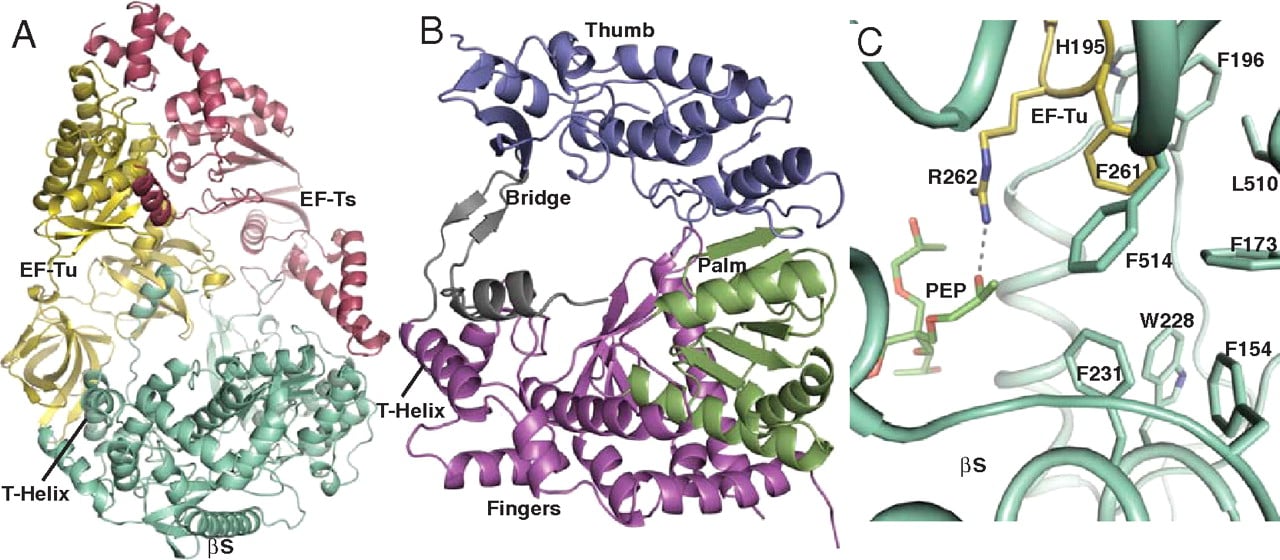 A
EF-Ts
EF-Tu
T-Helix
βS
B
Thumb
Bridge
Palm
T-Helix
Fingers
C
H195
F196
EF-Tu
R262
F261
L510
F514
F173
PEP
W228
F231
F154
βS